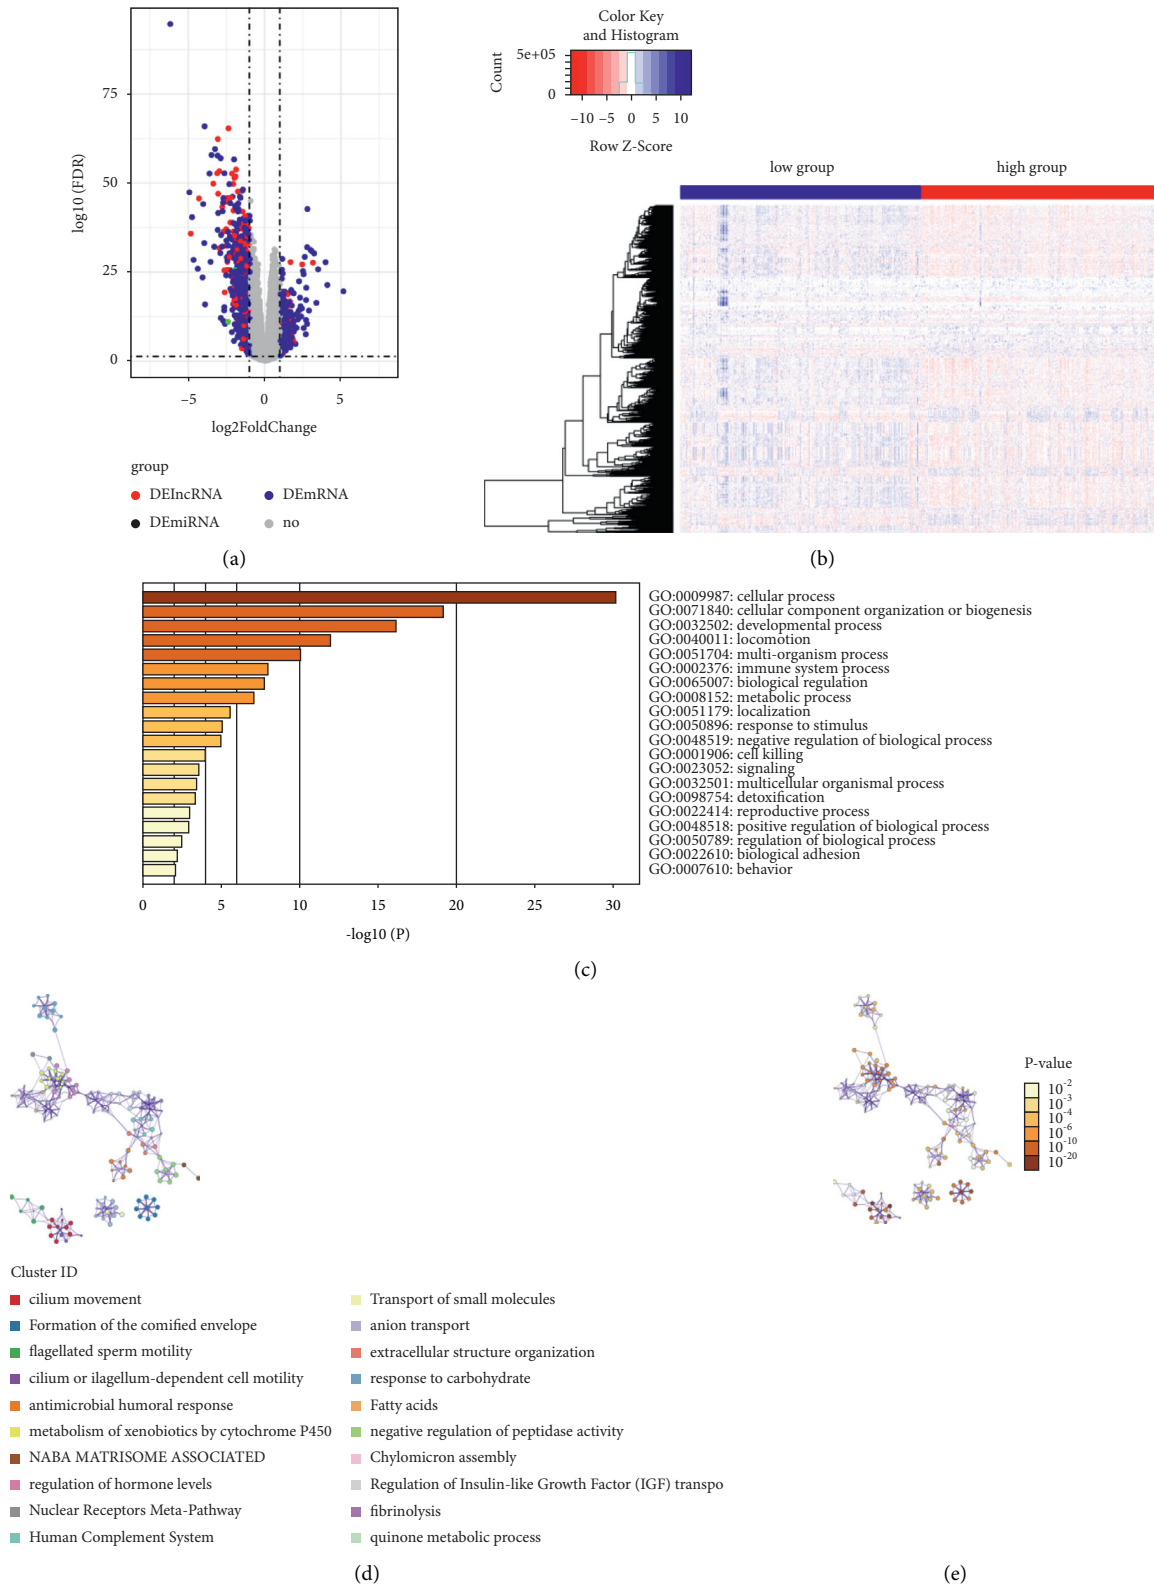 75
50
25
0
log10 (FDR)
−5
0
5
log2FoldChange
group
DElncRNA
DEmRNA
DEmiRNA
no
(a)
Color Key
and Histogram
5e+05
0
Count
−10
−5
0
5
10
Row Z-Score
low group
high group
(b)
GO:0009987: cellular process
GO:0071840: cellular component organization or biogenesis
GO:0032502: developmental process
GO:0040011: locomotion
GO:0051704: multi-organism process
GO:0002376: immune system process
GO:0065007: biological regulation
GO:0008152: metabolic process
GO:0051179: localization
GO:0050896: response to stimulus
GO:0048519: negative regulation of biological process
GO:0001906: cell killing
GO:0023052: signaling
GO:0032501: multicellular organismal process
GO:0098754: detoxification
GO:0022414: reproductive process
GO:0048518: positive regulation of biological process
GO:0050789: regulation of biological process
GO:0022610: biological adhesion
GO:0007610: behavior
0
5
10
15
20
25
30
-log10 (P)
(c)
P-value
10-2
10-3
10-4
10-6
10-10
10-20
Cluster ID
cilium movement
Formation of the comified envelope
flagellated sperm motility
cilium or ilagellum-dependent cell motility
antimicrobial humoral response
metabolism of xenobiotics by cytochrome P450
NABA MATRISOME ASSOCIATED
regulation of hormone levels
Nuclear Receptors Meta-Pathway
Human Complement System
Transport of small molecules
anion transport
extracellular structure organization
response to carbohydrate
Fatty acids
negative regulation of peptidase activity
Chylomicron assembly
Regulation of Insulin-like Growth Factor (IGF) transpo
fibrinolysis
quinone metabolic process
(d)
(e)